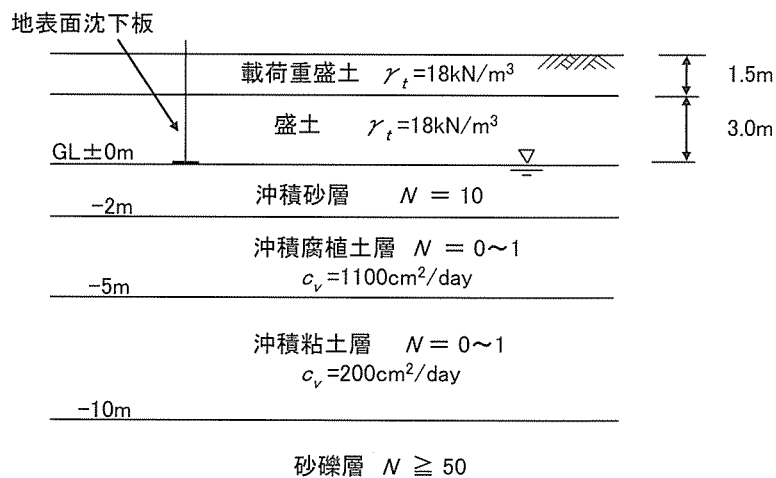 地表面沈下板
載荷重盛土 γt=18kN/m³
1.5m
盛土 γt=18kN/m³
3.0m
GL±0m
沖積砂層 N = 10
-2m
沖積腐植土層 N = 0~1
cv=1100cm²/day
-5m
沖積粘土層 N = 0~1
cv=200cm²/day
-10m
砂礫層 N ≧ 50